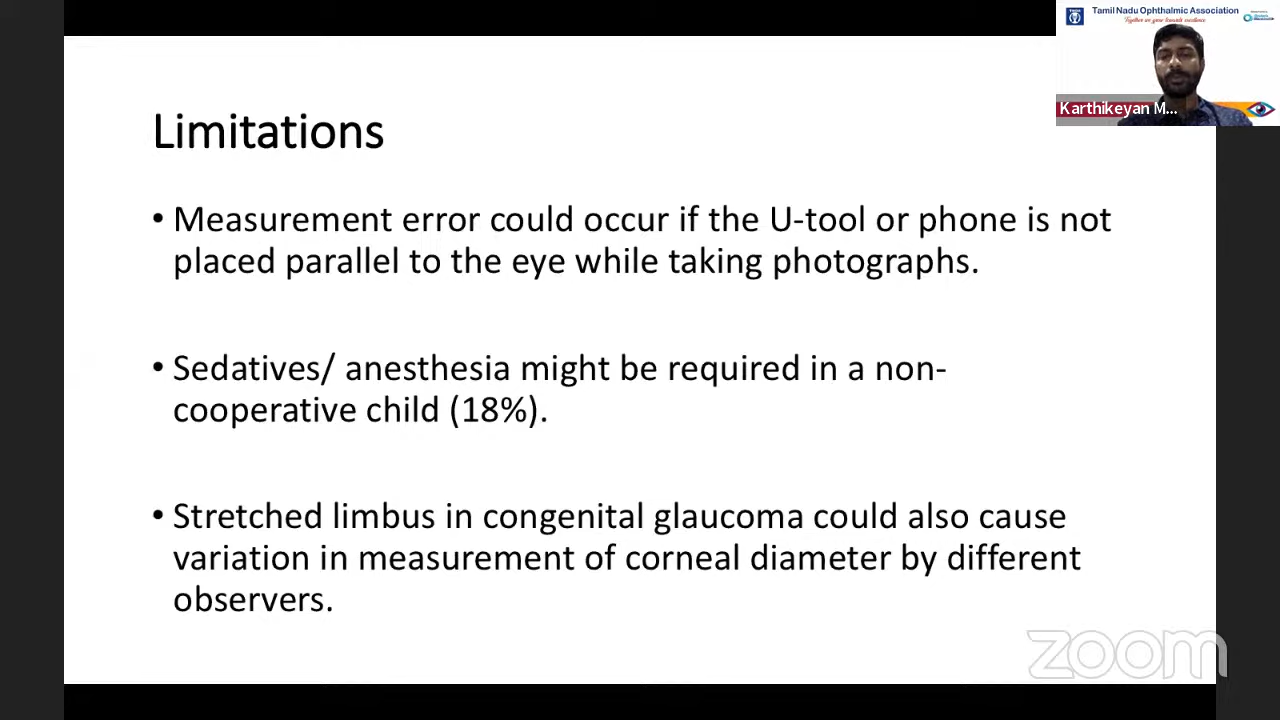 Tamil Nadu Ophthalmic Association
Together we grow towards excellence
Karthikeyan M...
Limitations
• Measurement error could occur if the U-tool or phone is not
placed parallel to the eye while taking photographs.
• Sedatives/ anesthesia might be required in a non-
cooperative child (18%).
• Stretched limbus in congenital glaucoma could also cause
variation in measurement of corneal diameter by different
observers.
zoom